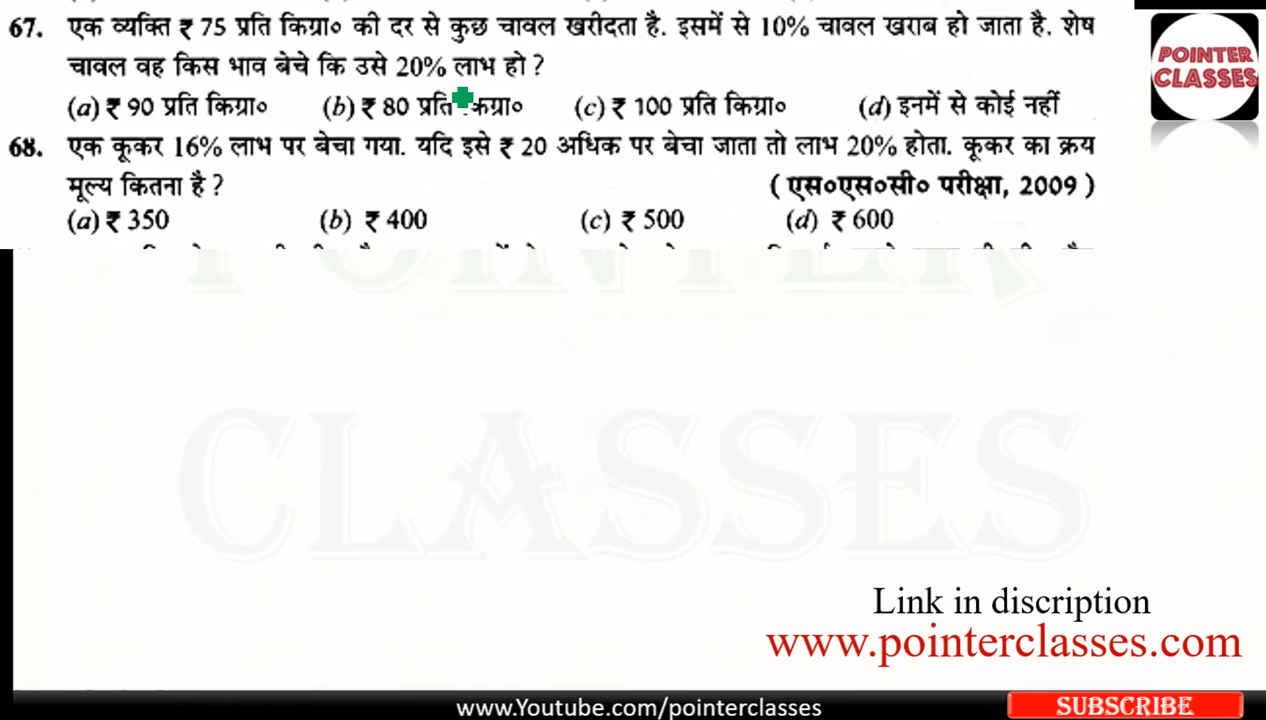 67. एक व्यक्ति ₹ 75 प्रति किग्रा० की दर से कुछ चावल खरीदता है. इसमें से 10% चावल खराब हो जाता है. शेष
चावल वह किस भाव बेचे कि उसे 20% लाभ हो ?
(a) ₹ 90 प्रति किग्रा० (b) ₹ 80 प्रति किग्रा० (c) ₹ 100 प्रति किग्रा० (d) इनमें से कोई नहीं
68. एक कूकर 16% लाभ पर बेचा गया. यदि इसे ₹ 20 अधिक पर बेचा जाता तो लाभ 20% होता. कूकर का क्रय
मूल्य कितना है ? ( एस०एस०सी० परीक्षा, 2009 )
(a) ₹ 350 (b) ₹ 400 (c) ₹ 500 (d) ₹ 600
POINTER
CLASSES
POINTER
CLASSES
Link in discription
www.pointerclasses.com
www.Youtube.com/pointerclasses
SUBSCRIBE